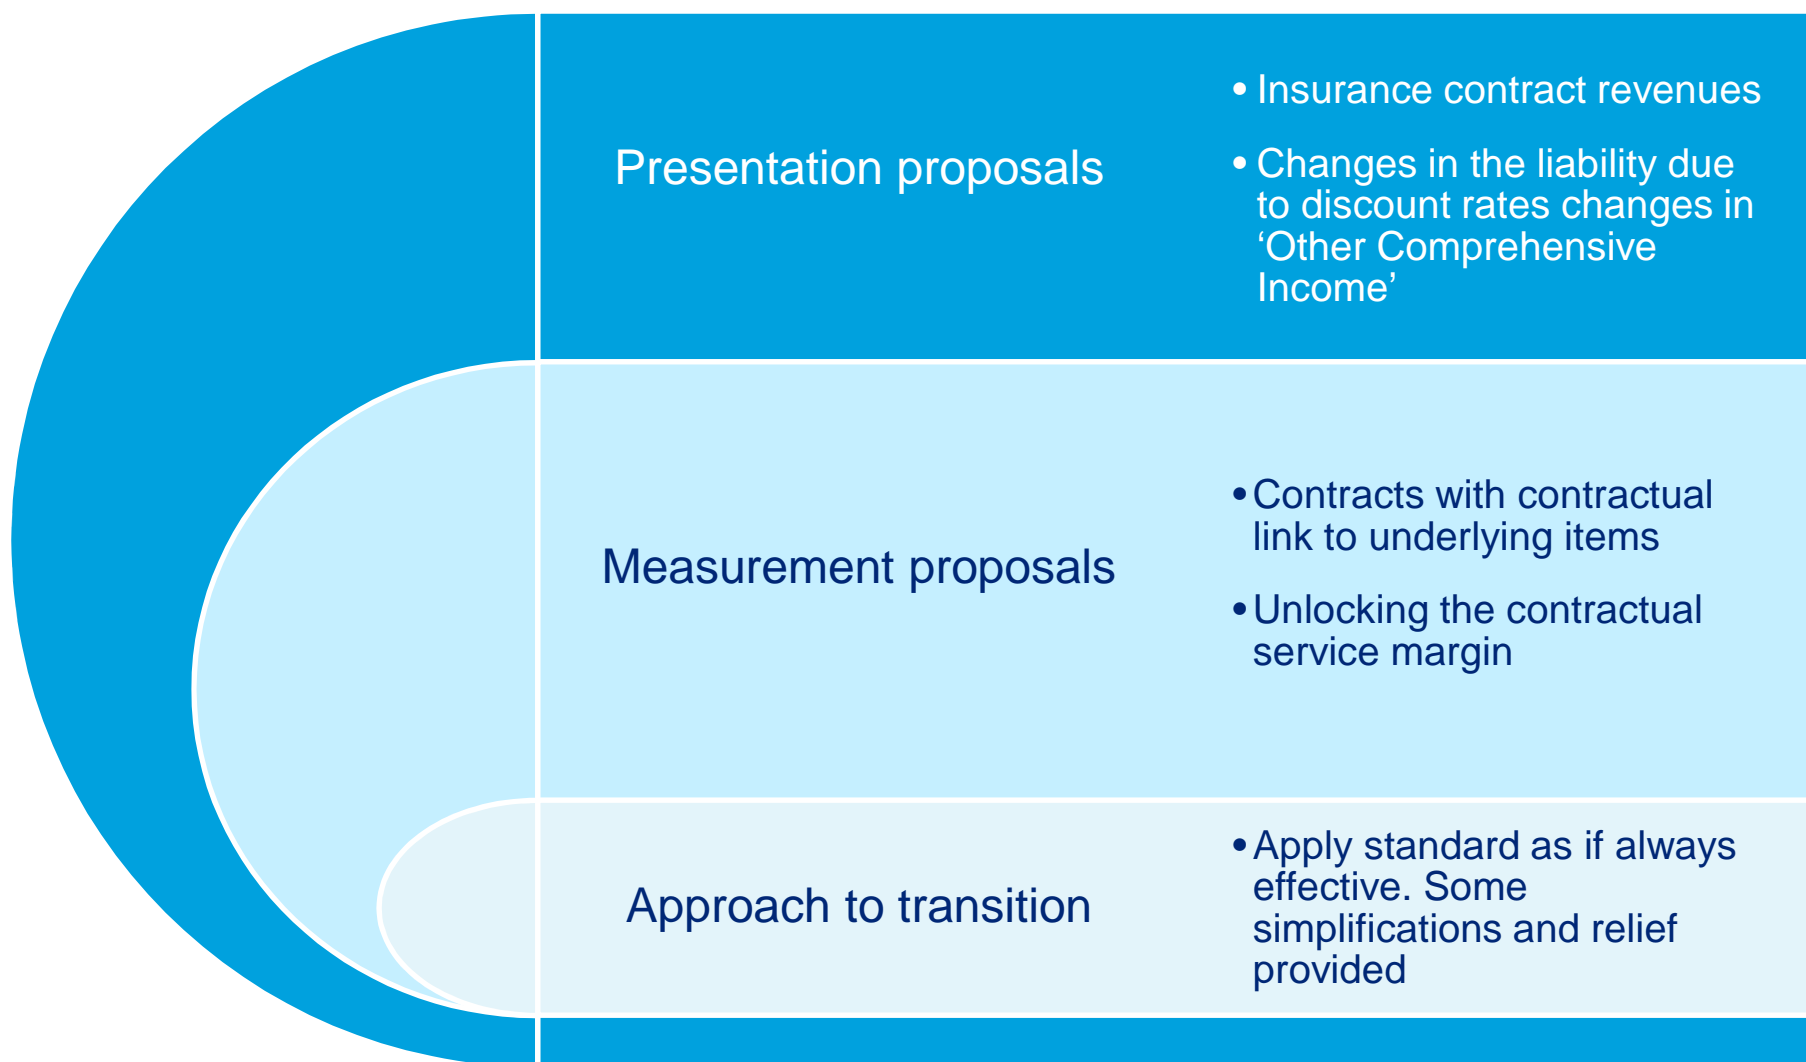 Presentation proposals
• Insurance contract revenues
• Changes in the liability due
to discount rates changes in
‘Other Comprehensive
Income’
Measurement proposals
• Contracts with contractual
link to underlying items
• Unlocking the contractual
service margin
Approach to transition
• Apply standard as if always
effective. Some
simplifications and relief
provided